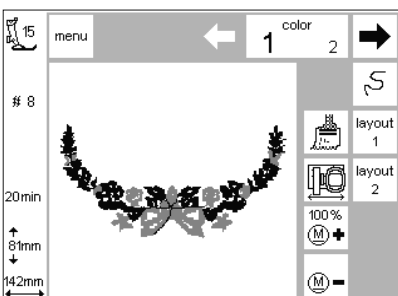 15
menu
color
1 2
# 8
layout
1
layout
2
20min
100%
M +
81mm
142mm
M -